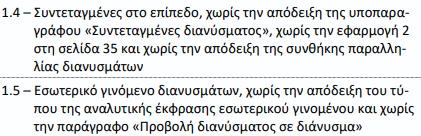 1.4 – Συντεταγμένες στο επίπεδο, χωρίς την απόδειξη της υποπαρα-
γράφου «Συντεταγμένες διανύσματος», χωρίς την εφαρμογή 2
στη σελίδα 35 και χωρίς την απόδειξη της συνθήκης παραλλη-
λίας διανυσμάτων
1.5 – Εσωτερικό γινόμενο διανυσμάτων, χωρίς την απόδειξη του τύ-
που της αναλυτικής έκφρασης εσωτερικού γινομένου και χωρίς
την παράγραφο «Προβολή διανύσματος σε διάνυσμα»